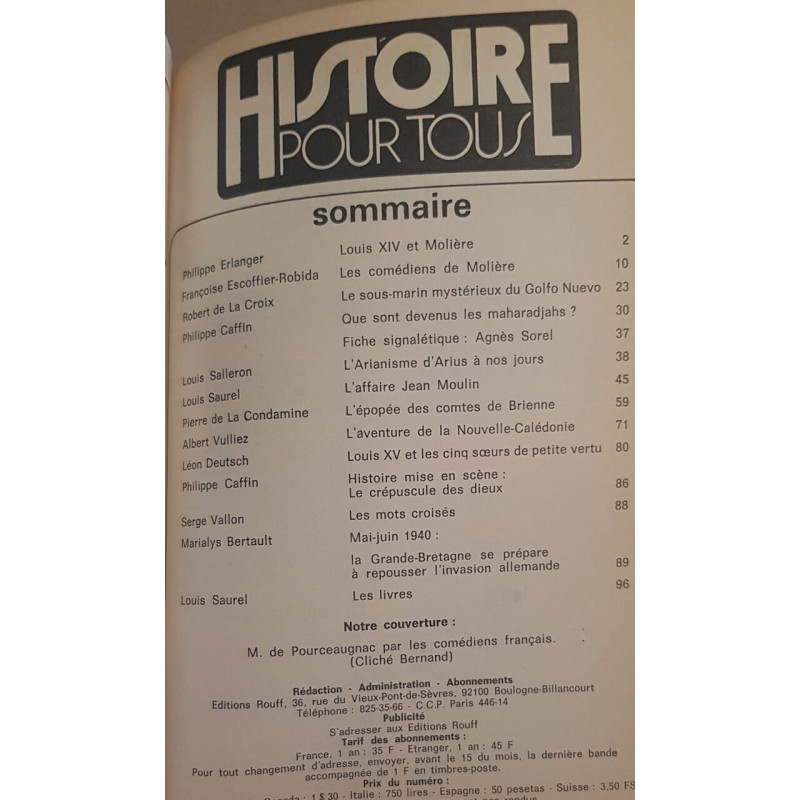 HISTOIRE
POUR TOUS
sommaire
Philippe Erlanger Louis XIV et Molière 2
Françoise Escoffier-Robida Les comédiens de Molière 10
Robert de La Croix Le sous-marin mystérieux du Golfo Nuevo 23
Philippe Caffin Que sont devenus les maharadjahs ? 30
Fiche signalétique : Agnès Sorel 37
Louis Salleron L'Arianisme d'Arius à nos jours 38
Louis Saurel L'affaire Jean Moulin 45
Pierre de La Condamine L'épopée des comtes de Brienne 59
Albert Vulliez L'aventure de la Nouvelle-Calédonie 71
Léon Deutsch Louis XV et les cinq sœurs de petite vertu 80
Philippe Caffin Histoire mise en scène :
Le crépuscule des dieux 86
Serge Vallon Les mots croisés 88
Marialys Bertault Mai-juin 1940 :
la Grande-Bretagne se prépare
à repousser l'invasion allemande 89
Louis Saurel Les livres 96
Notre couverture :
M. de Pourceaugnac par les comédiens français.
(Cliché Bernand)
Rédaction - Administration - Abonnements
Editions Rouff, 36, rue du Vieux-Pont-de-Sèvres, 92100 Boulogne-Billancourt
Téléphone : 825-35-66 - C.C.P. Paris 446-14
Publicité
S'adresser aux Editions Rouff
Tarif des abonnements :
France, 1 an : 35 F - Etranger, 1 an : 45 F
Pour tout changement d'adresse, envoyer, avant le 15 du mois, la dernière bande
accompagnée de 1 F en timbres-poste.
Prix du numéro :
1 $ 30 - Italie : 750 lires - Espagne : 50 pesetas - Suisse : 3,50 FS